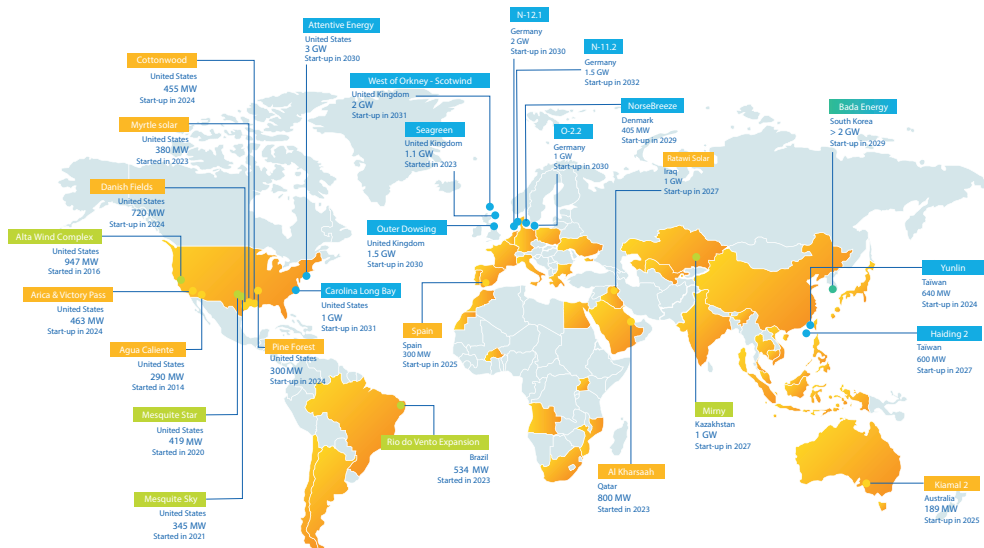 N-12.1
Germany
2 GW
Start-up in 2030
Attentive Energy
United States
3 GW
Start-up in 2030
N-11.2
Germany
1.5 GW
Start-up in 2032
Cottonwood
United States
455 MW
Start-up in 2024
West of Orkney - Scotwind
United Kingdom
2 GW
Start-up in 2031
NorseBreeze
Denmark
405 MW
Start-up in 2029
Bada Energy
South Korea
> 2 GW
Start-up in 2029
Myrtle solar
United States
380 MW
Started in 2023
Seagreen
United Kingdom
1.1 GW
Started in 2023
O-2.2
Germany
1 GW
Start-up in 2030
Ratawi Solar
Iraq
1 GW
Start-up in 2027
Danish Fields
United States
720 MW
Start-up in 2024
Alta Wind Complex
United States
947 MW
Started in 2016
Outer Dowsing
United Kingdom
1.5 GW
Start-up in 2030
Yunlin
Taïwan
640 MW
Start-up in 2024
Arica & Victory Pass
United States
463 MW
Start-up in 2024
Carolina Long Bay
United States
1 GW
Start-up in 2031
Spain
Spain
300 MW
Start-up in 2025
Haiding 2
Taïwan
600 MW
Start-up in 2027
Agua Caliente
United States
290 MW
Started in 2014
Pine Forest
United States
300 MW
Start-up in 2024
Mesquite Star
United States
419 MW
Started in 2020
Mirny
Kazakhstan
1 GW
Start-up in 2027
Rio do Vento Expansion
Brazil
534 MW
Started in 2023
Al Kharsaah
Qatar
800 MW
Started in 2023
Kiamal 2
Australia
189 MW
Start-up in 2025
Mesquite Sky
United States
345 MW
Started in 2021